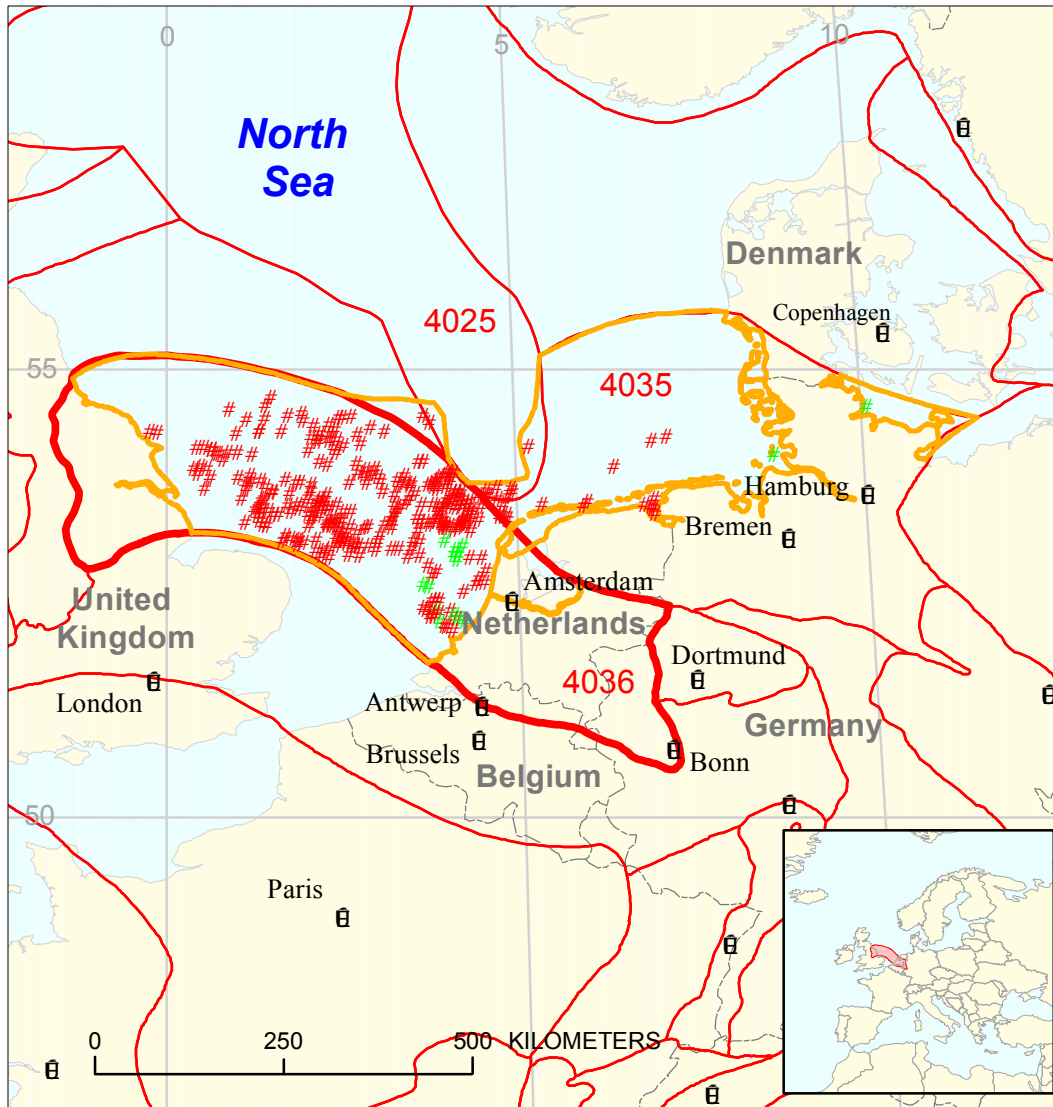 0
5
10
North
Sea
Denmark
4025
Copenhagen
55
4035
Hamburg
Bremen
United
Kingdom
Amsterdam
Netherlands
Dortmund
4036
London
Antwerp
Germany
Brussels
Belgium
Bonn
50
Paris
0 250 500 KILOMETERS